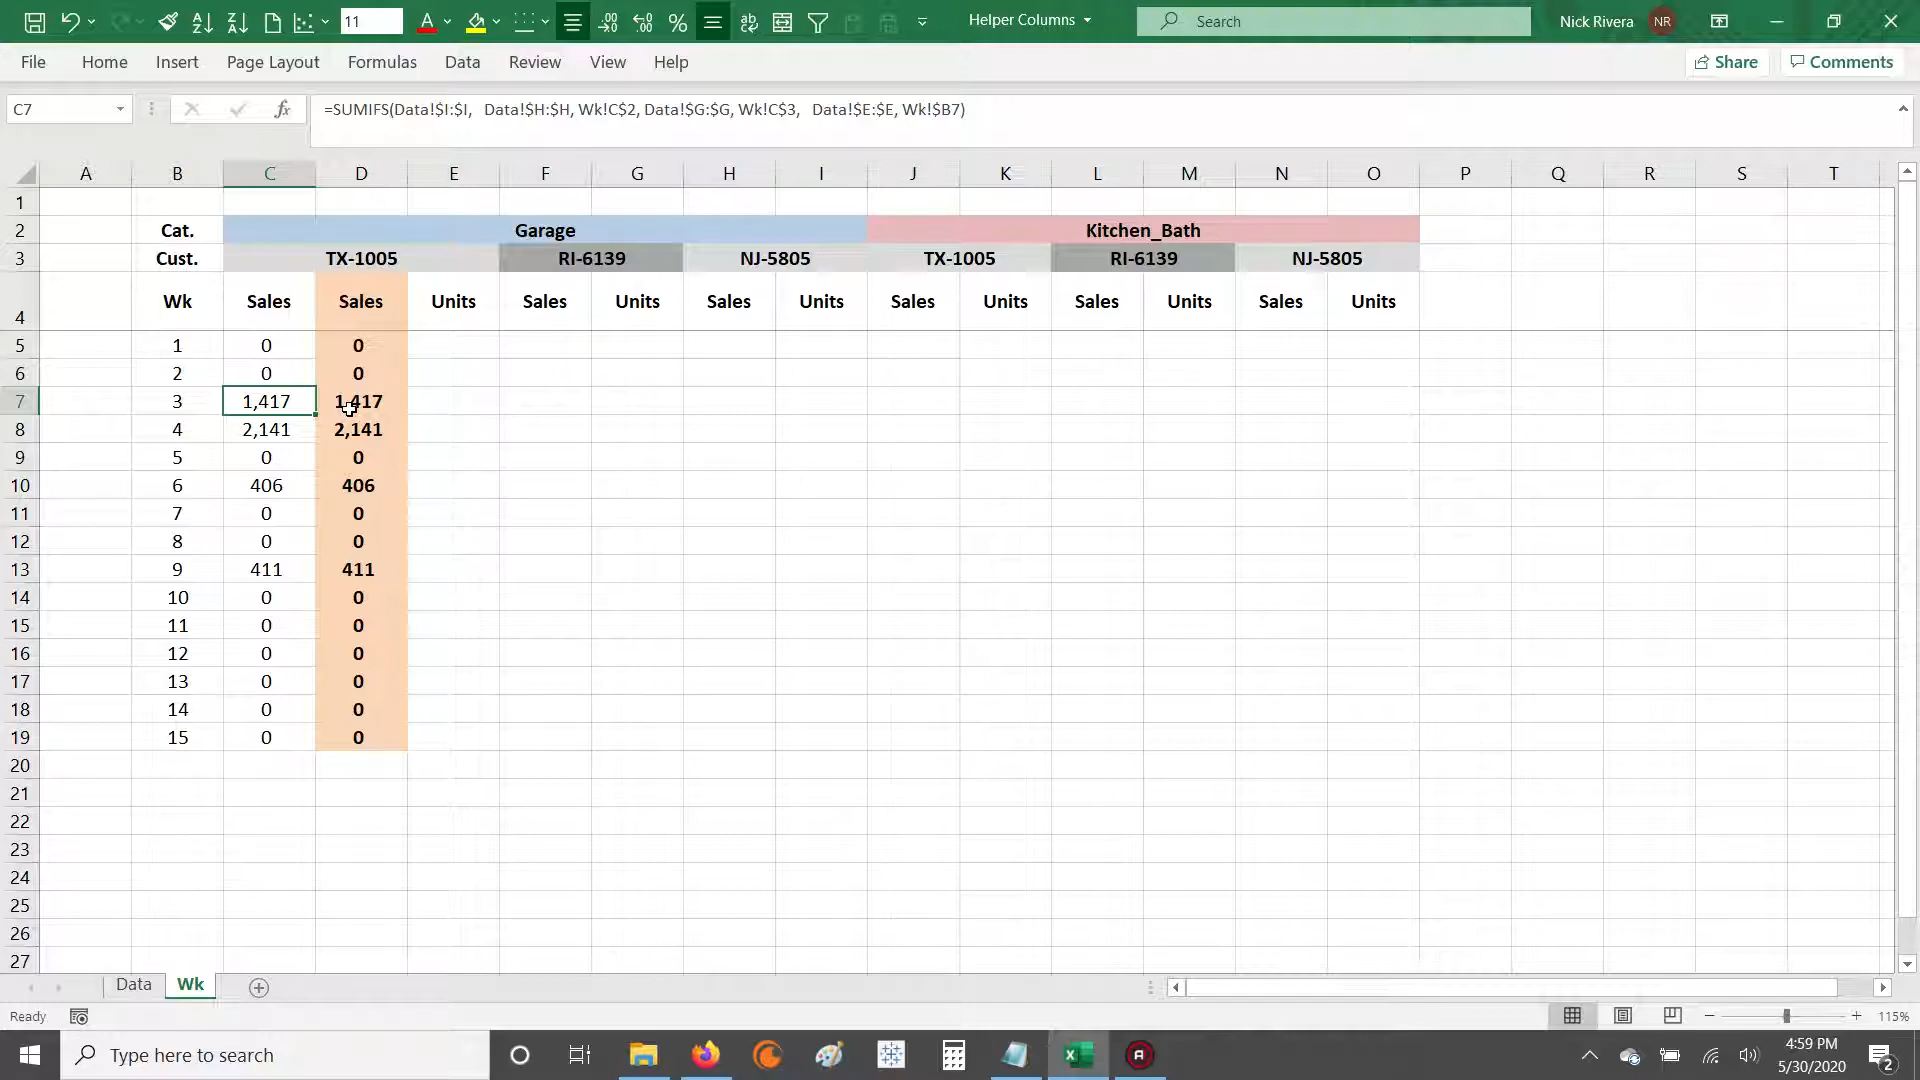 11 A % Helper Columns Search Nick Rivera NR
File Home Insert Page Layout Formulas Data Review View Help Share Comments
C7 fx =SUMIFS(Data!$I:$I, Data!$H:$H, Wk!C$2, Data!$G:$G, Wk!C$3, Data!$E:$E, Wk!$B7)
A B C D E F G H I J K L M N O P Q R S T
1
2 Cat. Garage Kitchen_Bath
3 Cust. TX-1005 RI-6139 NJ-5805 TX-1005 RI-6139 NJ-5805
4 Wk Sales Sales Units Sales Units Sales Units Sales Units Sales Units Sales Units
5 1 0 0
6 2 0 0
7 3 1,417 1,417
8 4 2,141 2,141
9 5 0 0
10 6 406 406
11 7 0 0
12 8 0 0
13 9 411 411
14 10 0 0
15 11 0 0
16 12 0 0
17 13 0 0
18 14 0 0
19 15 0 0
20
21
22
23
24
25
26
27
Data Wk
Ready 115%
Type here to search 4:59 PM
5/30/2020 2